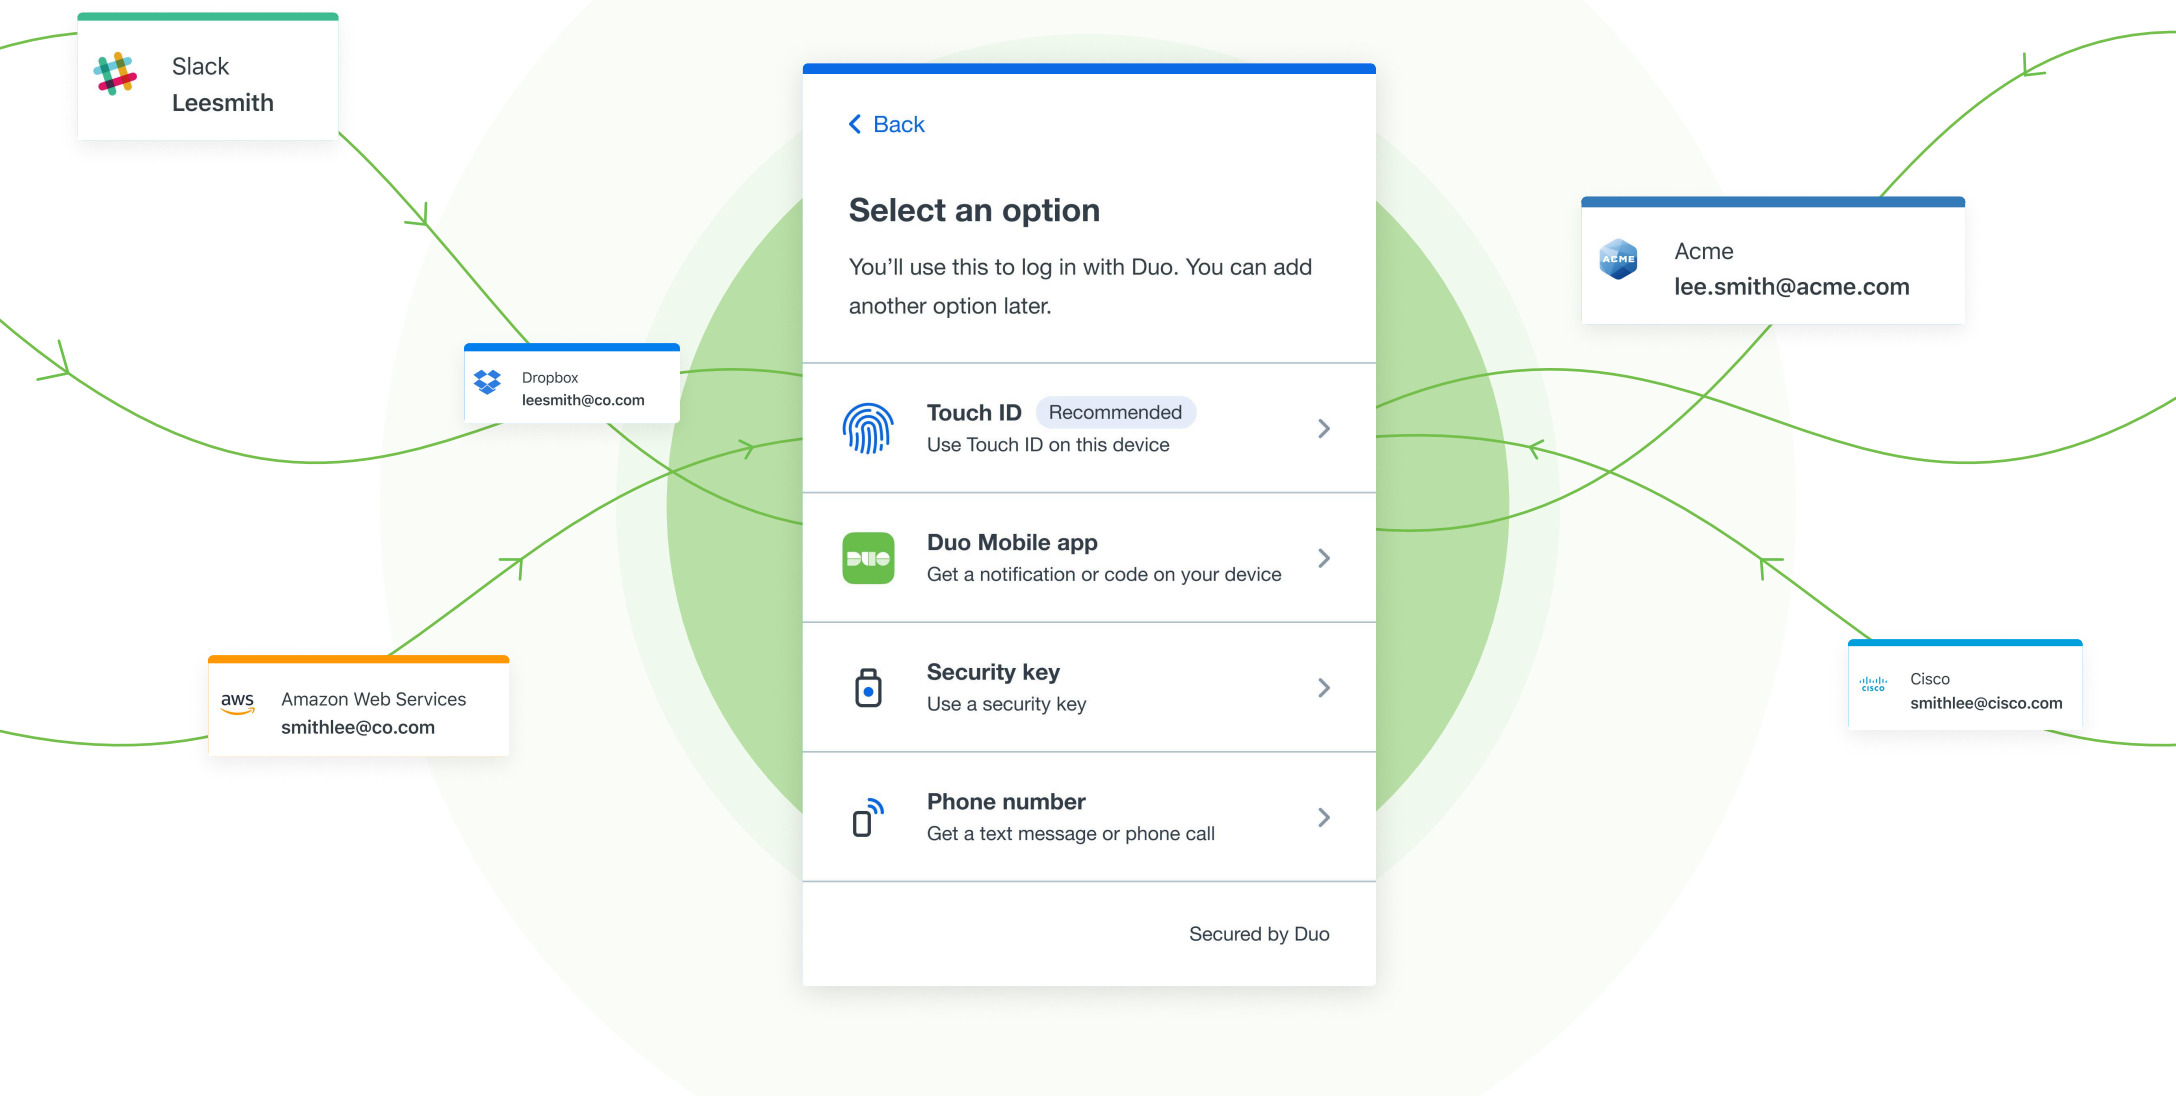 Slack
Leesmith
Dropbox
leesmith@co.com
aws
Amazon Web Services
smithlee@co.com
Back
Select an option
You’ll use this to log in with Duo. You can add
another option later.
Touch ID Recommended
Use Touch ID on this device
DUO
Duo Mobile app
Get a notification or code on your device
Security key
Use a security key
Phone number
Get a text message or phone call
Secured by Duo
ACME
Acme
lee.smith@acme.com
CISCO
Cisco
smithlee@cisco.com